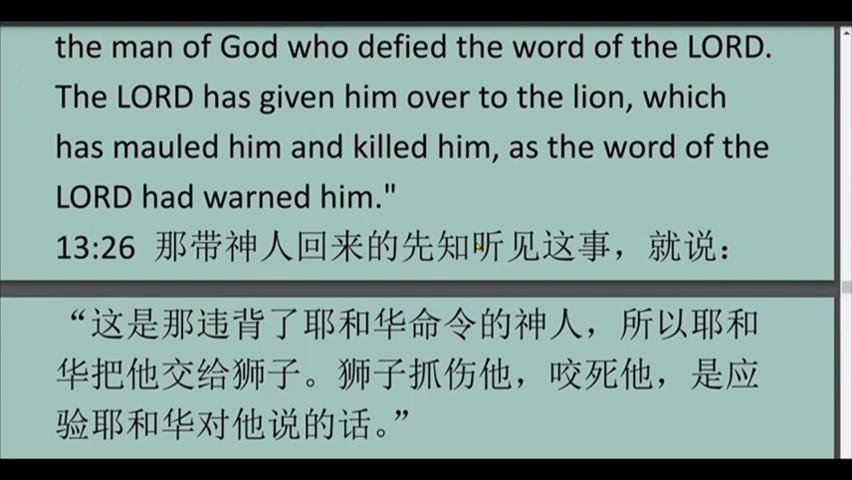 the man of God who defied the word of the LORD.
The LORD has given him over to the lion, which
has mauled him and killed him, as the word of the
LORD had warned him."
13:26 那带神人回来的先知听见这事，就说：
“这是那违背了耶和华命令的神人，所以耶和
华把他交给狮子。狮子抓伤他，咬死他，是应
验耶和华对他说的话。”